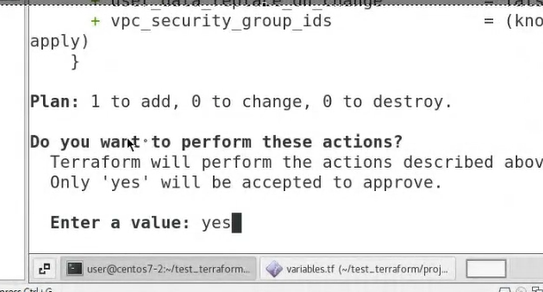 + user_data_replace_on_change = fals
+ vpc_security_group_ids = (kno
apply)
}
Plan: 1 to add, 0 to change, 0 to destroy.
Do you want to perform these actions?
Terraform will perform the actions described abov
Only 'yes' will be accepted to approve.
Enter a value: yes
user@centos7-2:~/test_terraform... variables.tf (~/test_terraform/proj...
press Ctrl+G